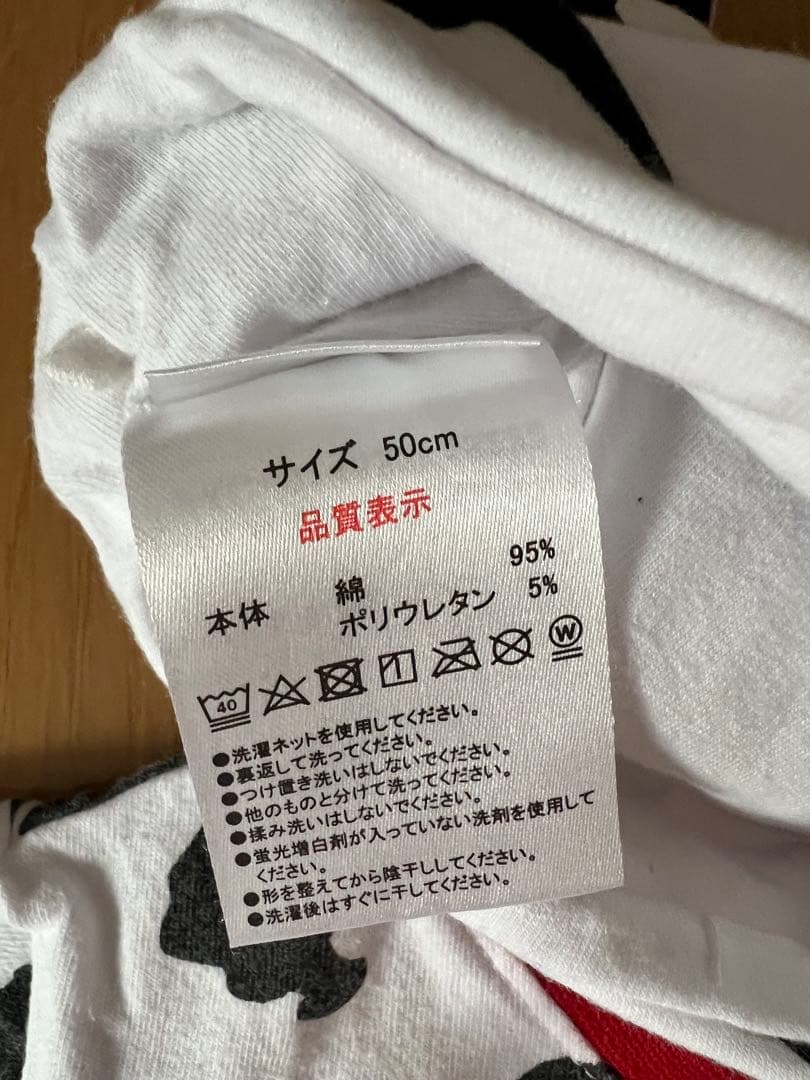 サイズ 50cm
品質表示
本体 綿 95%
ポリウレタン 5%
40 W
●洗濯ネットを使用してください。
●裏返して洗ってください。
●つけ置き洗いはしないでください。
●他のものと分けて洗ってください。
●揉み洗いはしないでください。
●蛍光増白剤が入っていない洗剤を使用して
ください。
●形を整えてから陰干ししてください。
●洗濯後はすぐに干してください。